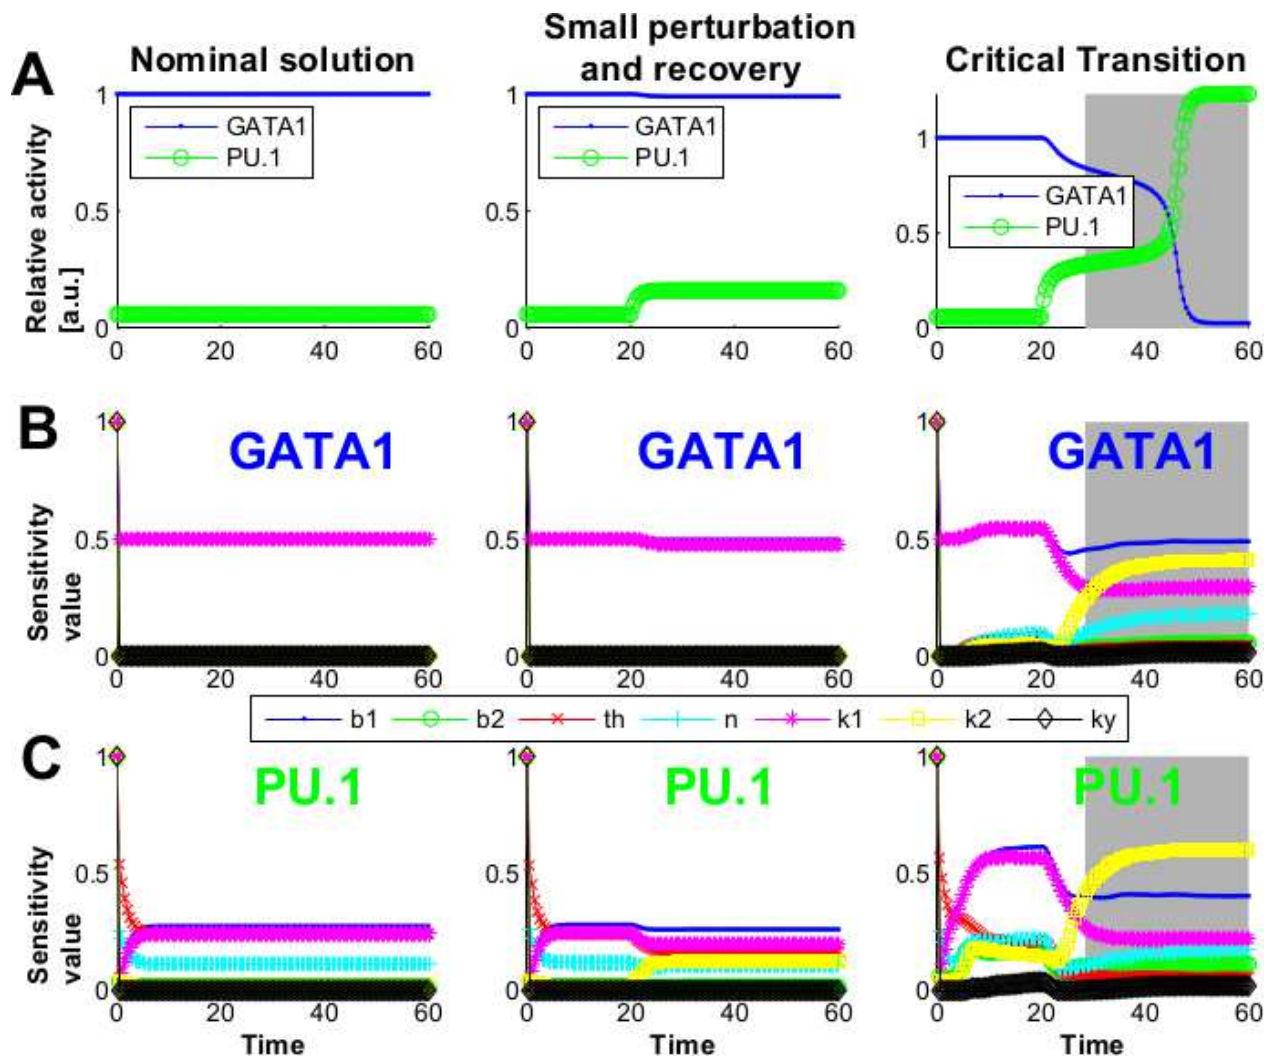 A
Nominal solution
Small perturbation
and recovery
Critical Transition
Relative activity
[a.u.]
1
0.5
0
GATA1
PU.1
0 20 40 60
1
0.5
0
GATA1
PU.1
0 20 40 60
1
0.5
0
GATA1
PU.1
0 20 40 60
B
Sensitivity
value
GATA1
1
0.5
0
0 20 40 60
GATA1
1
0.5
0
0 20 40 60
GATA1
1
0.5
0
0 20 40 60
b1 b2 th n k1 k2 ky
C
Sensitivity
value
PU.1
1
0.5
0
0 20 40 60
Time
PU.1
1
0.5
0
0 20 40 60
Time
PU.1
1
0.5
0
0 20 40 60
Time